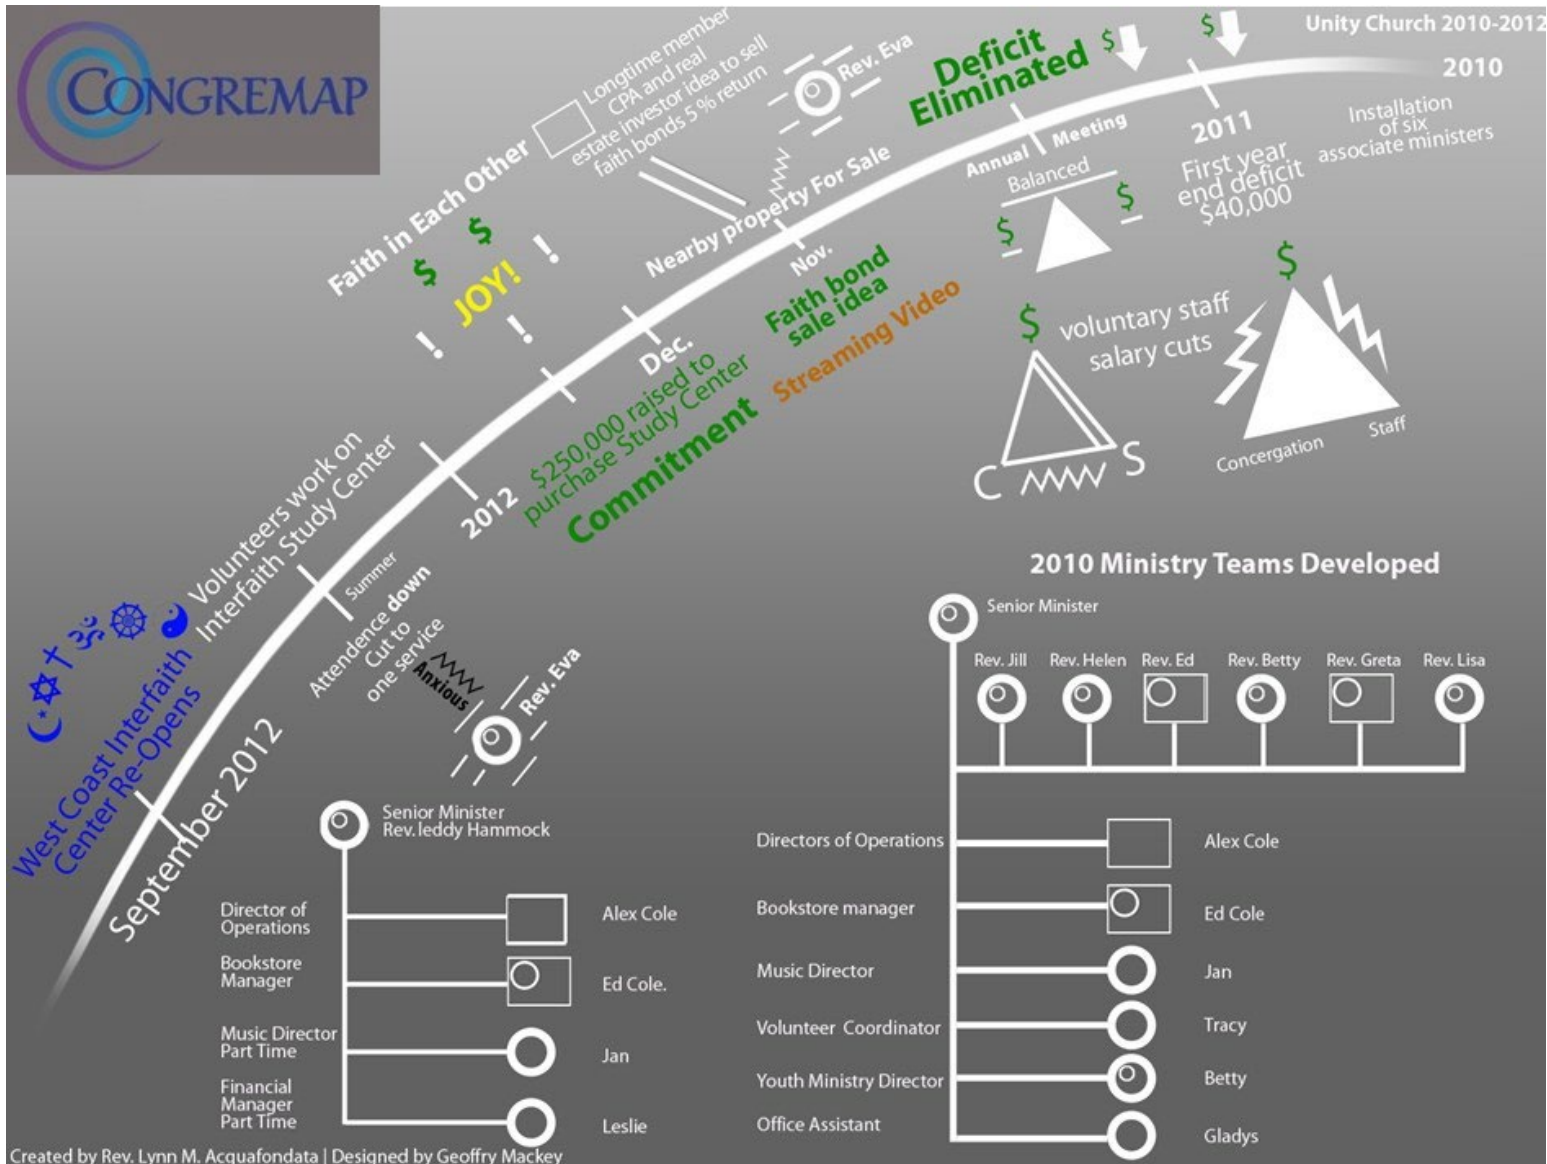 CONGREMAP
Unity Church 2010-2012
2010
Installation
of six
associate ministers
2011
First year
end deficit
$40,000
$
$
Deficit
Eliminated
Annual
Meeting
Balanced
$
$
Rev. Eva
Longtime member
CPA and real
estate investor idea to sell
faith bonds 5 % return
Nearby property For Sale
Nov.
Faith bond
sale idea
Streaming Video
$
voluntary staff
salary cuts
C
S
$
Concergation
Staff
Faith in Each Other
$
$
! JOY! !
!
Dec.
$250,000 raised to
purchase Study Center
Commitment
2012
Volunteers work on
Interfaith Study Center
Summer
Attendence down
Cut to
one service
Anxious
Rev. Eva
ॐ
West Coast Interfaith
Center Re-Opens
September 2012
Senior Minister
Rev. leddy Hammock
Director of
Operations
Alex Cole
Bookstore
Manager
Ed Cole.
Music Director
Part Time
Jan
Financial
Manager
Part Time
Leslie
2010 Ministry Teams Developed
Senior Minister
Rev. Jill
Rev. Helen
Rev. Ed
Rev. Betty
Rev. Greta
Rev. Lisa
Directors of Operations
Alex Cole
Bookstore manager
Ed Cole
Music Director
Jan
Volunteer Coordinator
Tracy
Youth Ministry Director
Betty
Office Assistant
Gladys
Created by Rev. Lynn M. Acquafondata | Designed by Geoffry Mackey